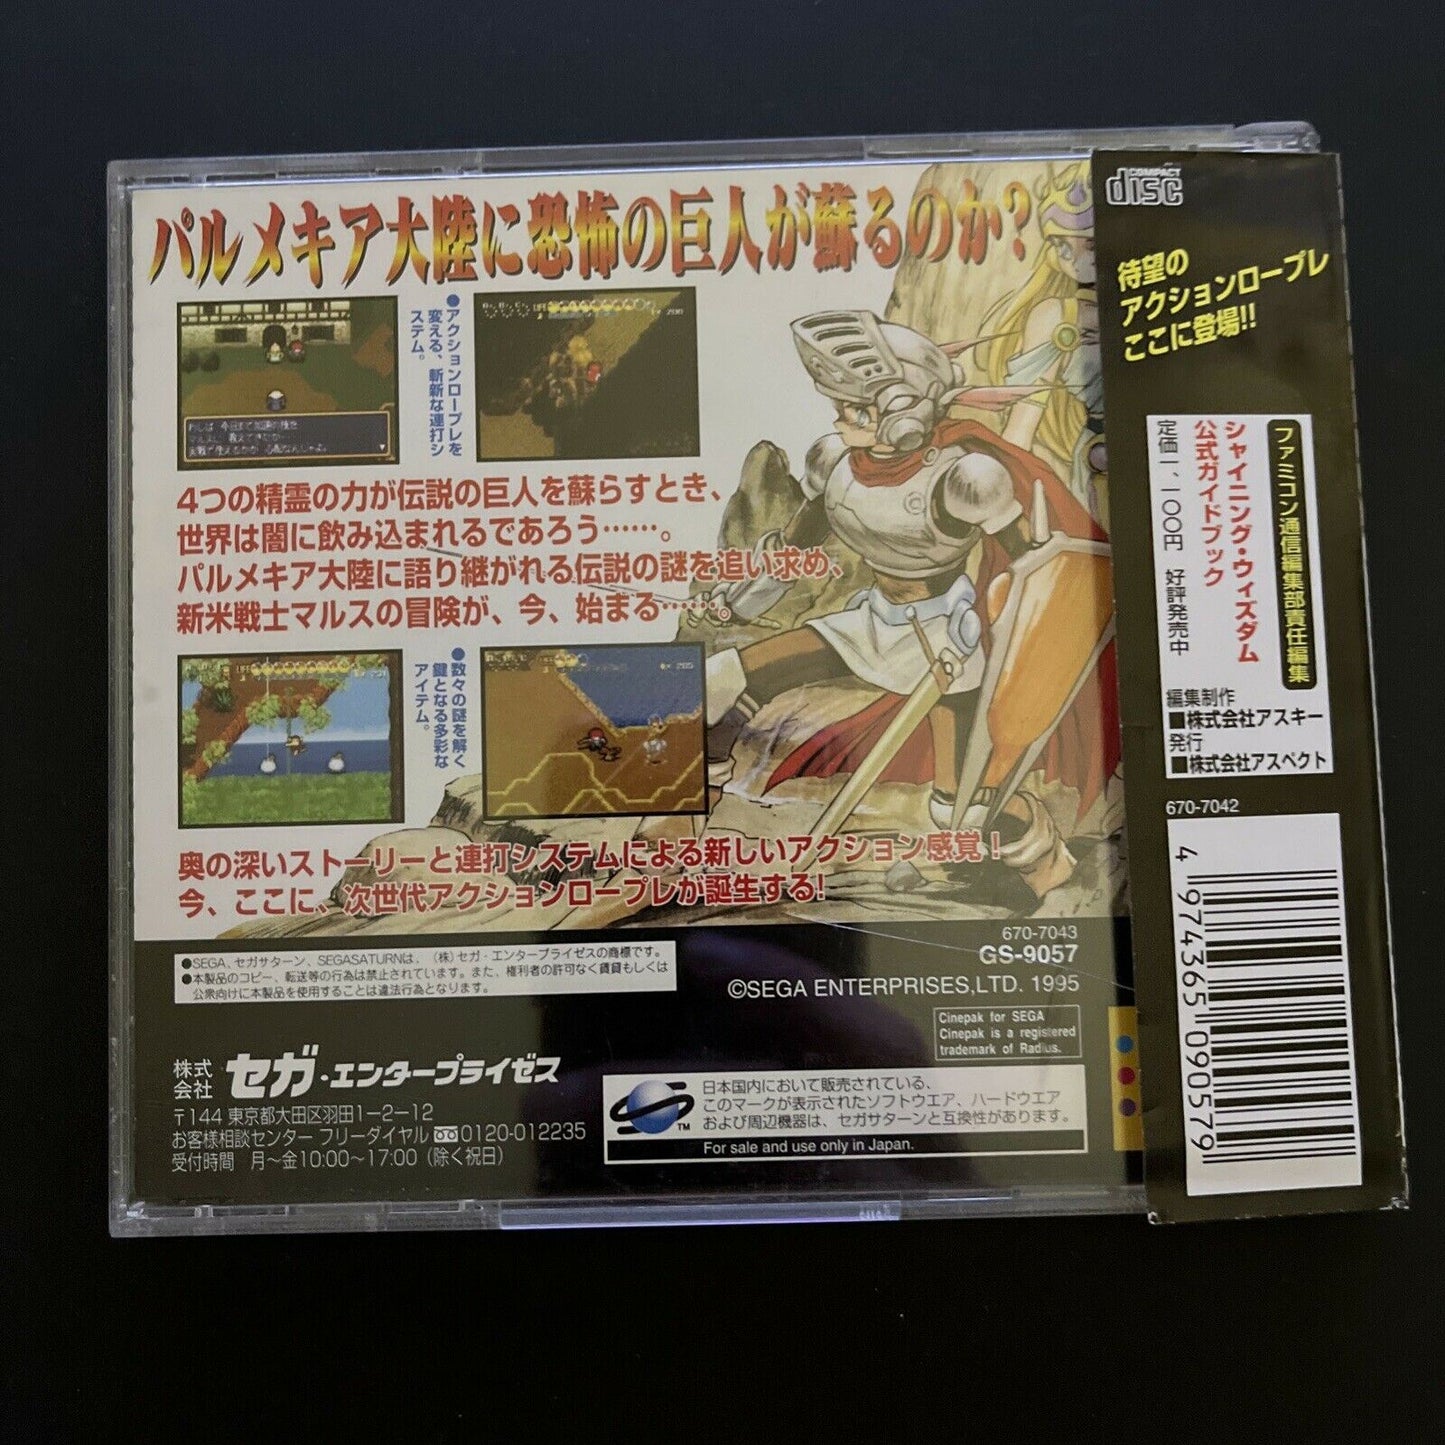 パルメキア大陸に恐怖の巨人が蘇るのか?
●アクションロープレを
変える、斬新な連打シ
ステム。
4つの精霊の力が伝説の巨人を蘇らすとき、
世界は闇に飲み込まれるであろう……。
パルメキア大陸に語り継がれる伝説の謎を追い求め、
新米戦士マルスの冒険が、今、始まる……。
●数々の謎を解く
鍵となる多彩な
アイテム。
奥の深いストーリーと連打システムによる新しいアクション感覚!
今、ここに、次世代アクションロープレが誕生する!
●SEGA、セガサターン、SEGASATURNは、(株)セガ・エンタープライゼスの商標です。
●本製品のコピー、転送等の行為は禁止されています。また、権利者の許可なく賃貸もしくは
公衆向けに本製品を使用することは違法行為となります。
670-7043
GS-9057
©SEGA ENTERPRISES,LTD. 1995
Cinepak for SEGA
Cinepak is a registered
trademark of Radius.
株式会社 セガ・エンタープライゼス
〒144 東京都大田区羽田1-2-12
お客様相談センター フリーダイヤル 0120-012235
受付時間 月〜金10:00〜17:00(除く祝日)
日本国内において販売されている、
このマークが表示されたソフトウエア、ハードウエア
および周辺機器は、セガサターンと互換性があります。
TM
For sale and use only in Japan.
COMPACT
disc
待望の
アクションロープレ
ここに登場!!
ファミコン通信編集部責任編集
シャイニング・ウィズダム
公式ガイドブック
定価一、一〇〇円 好評発売中
編集制作
■株式会社アスキー
発行
■株式会社アスペクト
670-7042
4 974365 090579